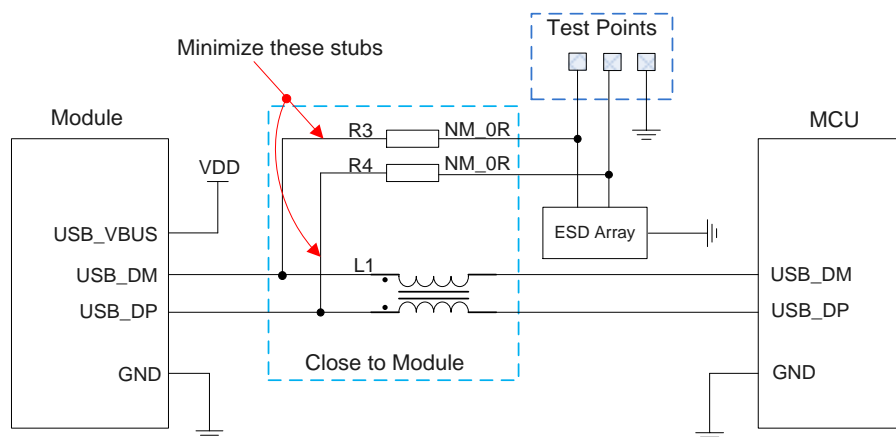 Test Points
Minimize these stubs
Module
MCU
R3
NM_0R
R4
NM_0R
VDD
ESD Array
USB_VBUS
USB_DM
L1
USB_DM
USB_DP
USB_DP
Close to Module
GND
GND